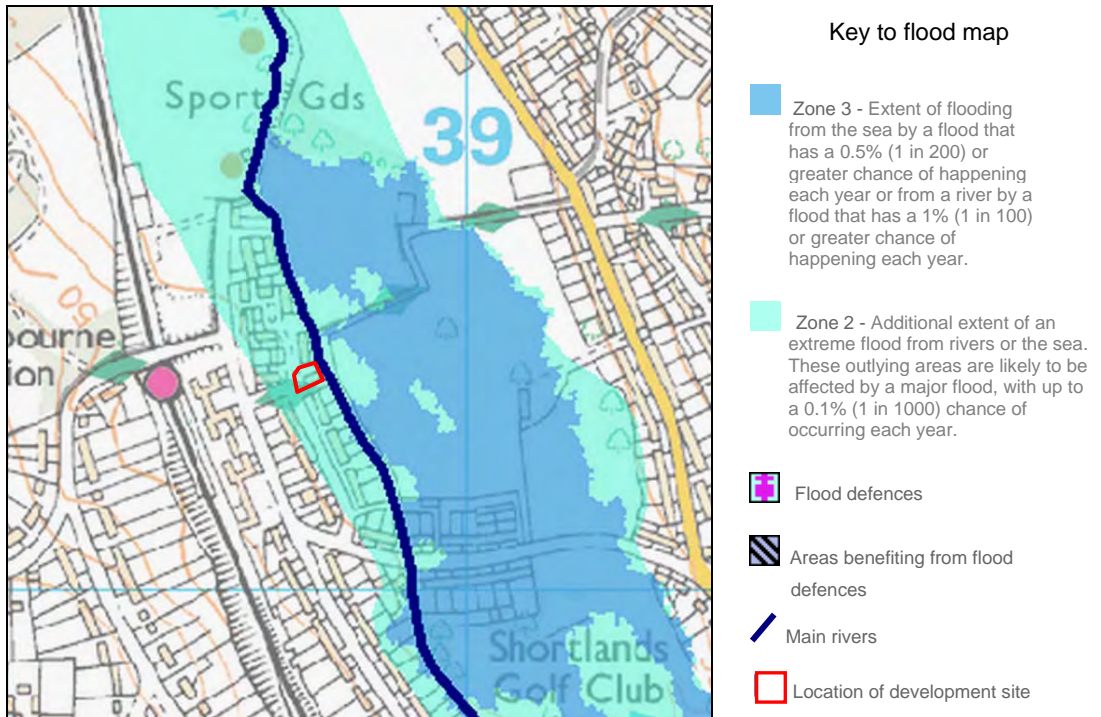 Sport Gds
39
50
bourne
ion
Shortlands
Golf Club
Key to flood map
Zone 3 - Extent of flooding
from the sea by a flood that
has a 0.5% (1 in 200) or
greater chance of happening
each year or from a river by a
flood that has a 1% (1 in 100)
or greater chance of
happening each year.
Zone 2 - Additional extent of an
extreme flood from rivers or the sea.
These outlying areas are likely to be
affected by a major flood, with up to
a 0.1% (1 in 1000) chance of
occurring each year.
Flood defences
Areas benefiting from flood
defences
Main rivers
Location of development site